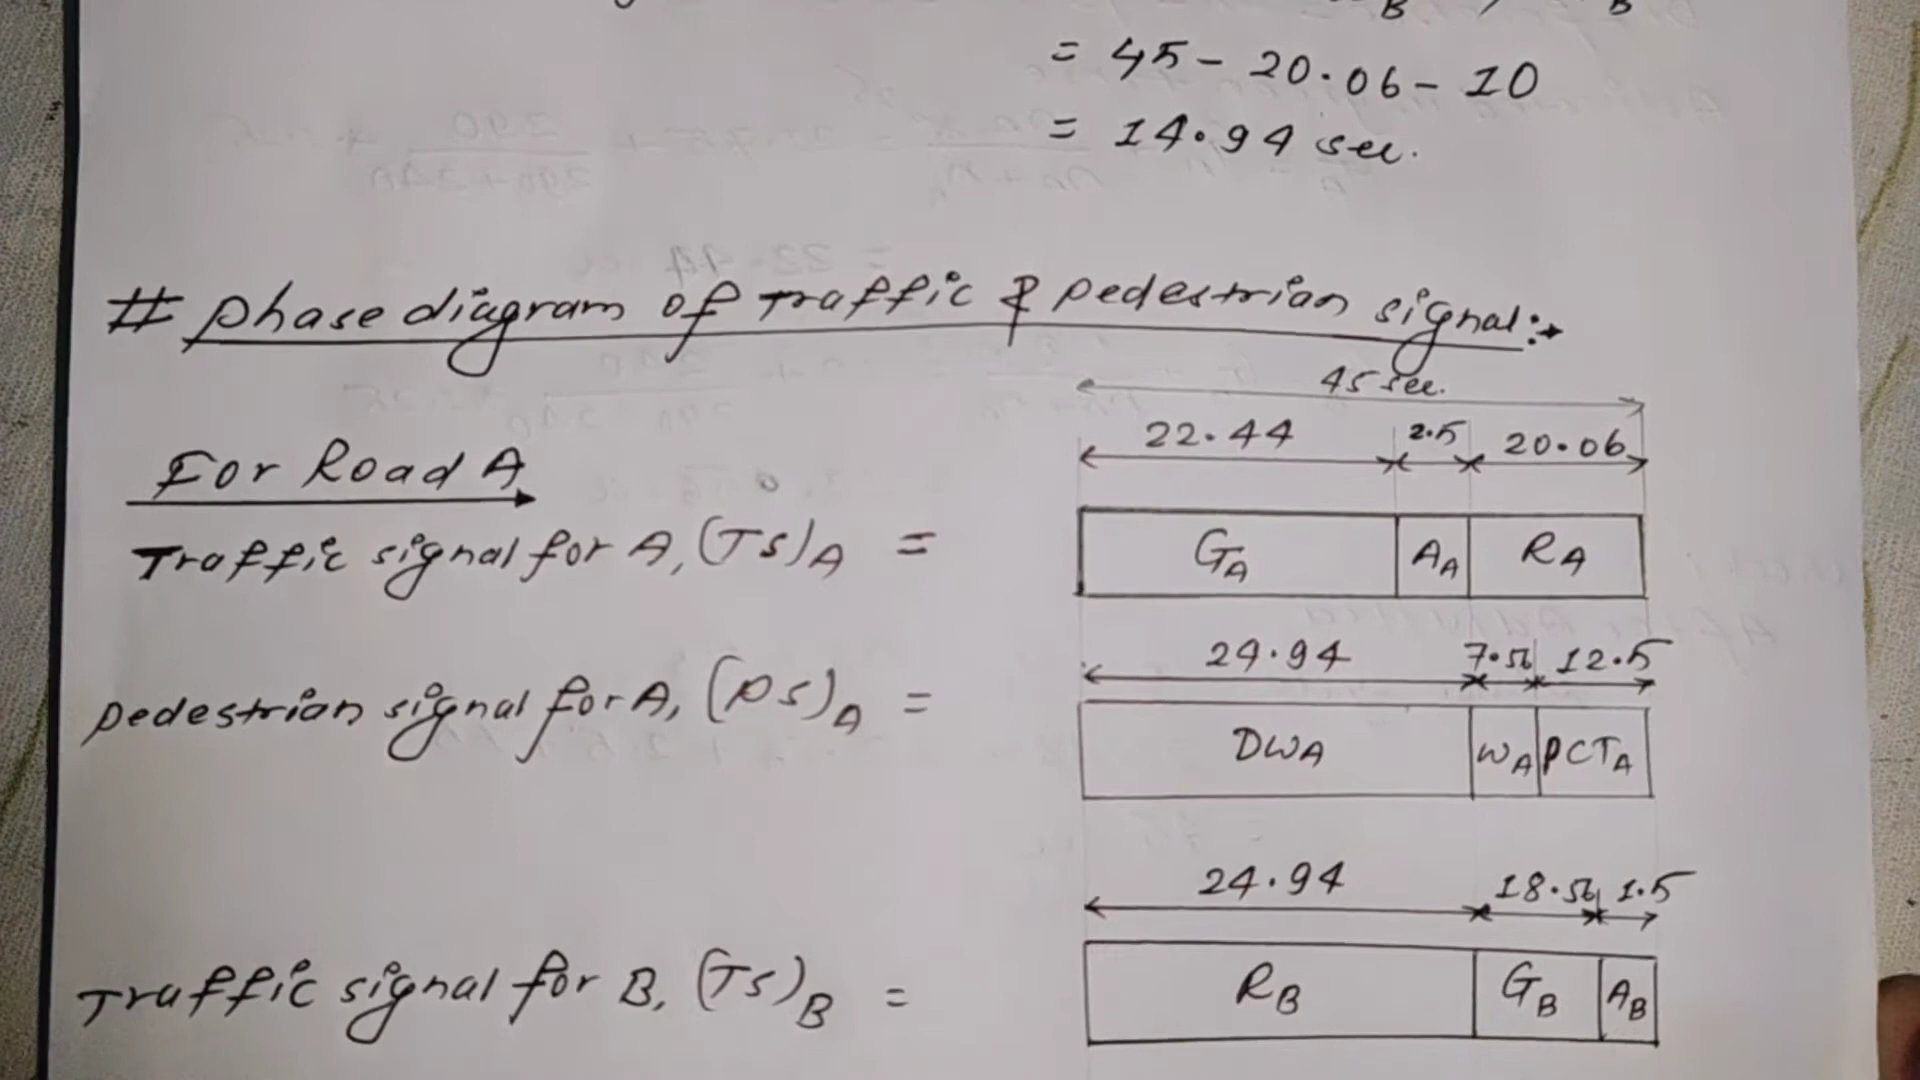 = 45 - 20.06 - 10
= 14.94 sec.
# phase diagram of Traffic & pedestrian signal:-
45 sec.
22.44 2.5 20.06
For Road A
Traffic signal for A, (TS)A = GA AA RA
24.94 7.56 12.5
pedestrian signal for A, (PS)A = DWA WA PCTA
24.94 18.56 1.5
Traffic signal for B, (TS)B = RB GB AB